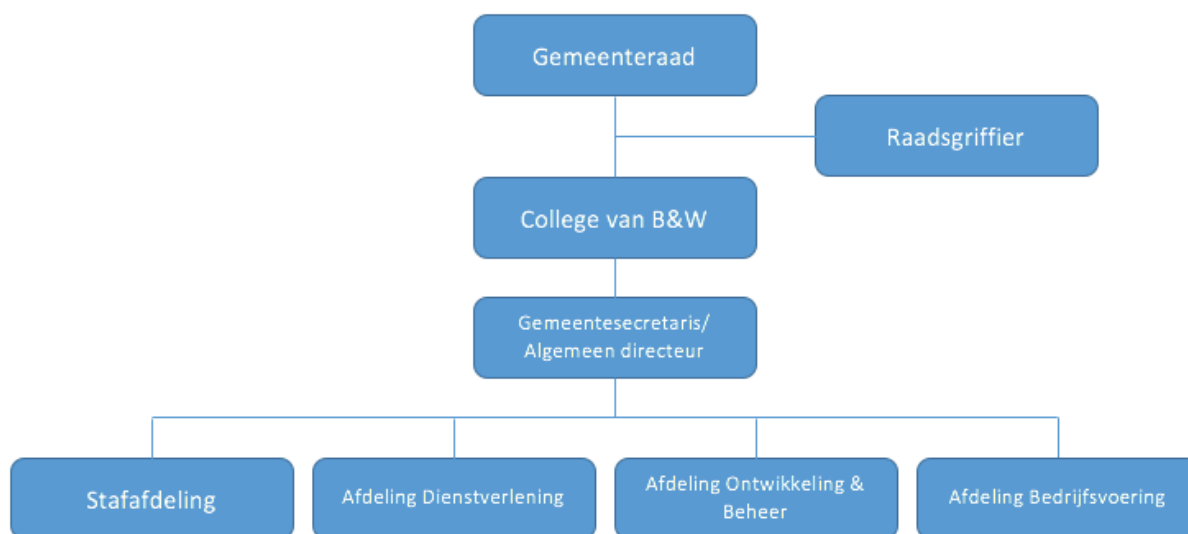 Gemeenteraad
Raadsgriffier
College van B&W
Gemeentesecretaris/
Algemeen directeur
Stafafdeling
Afdeling Dienstverlening
Afdeling Ontwikkeling &
Beheer
Afdeling Bedrijfsvoering